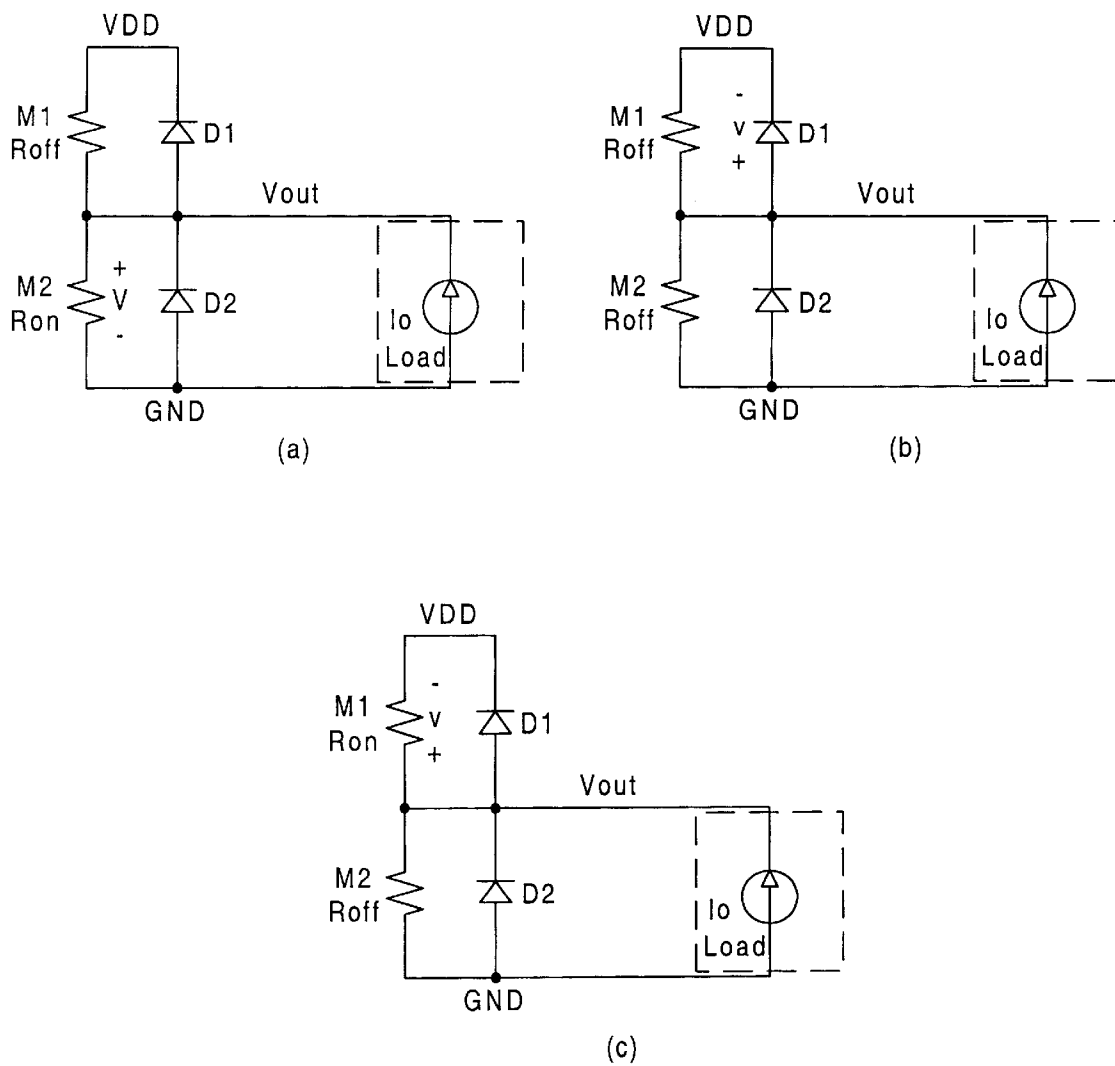 VDD
M1
Roff
D1
Vout
M2
Ron
+
V
-
D2
Io
Load
GND
(a)
VDD
M1
Roff
-
v
+
D1
Vout
M2
Roff
D2
Io
Load
GND
(b)
VDD
M1
Ron
-
v
+
D1
Vout
M2
Roff
D2
Io
Load
GND
(c)